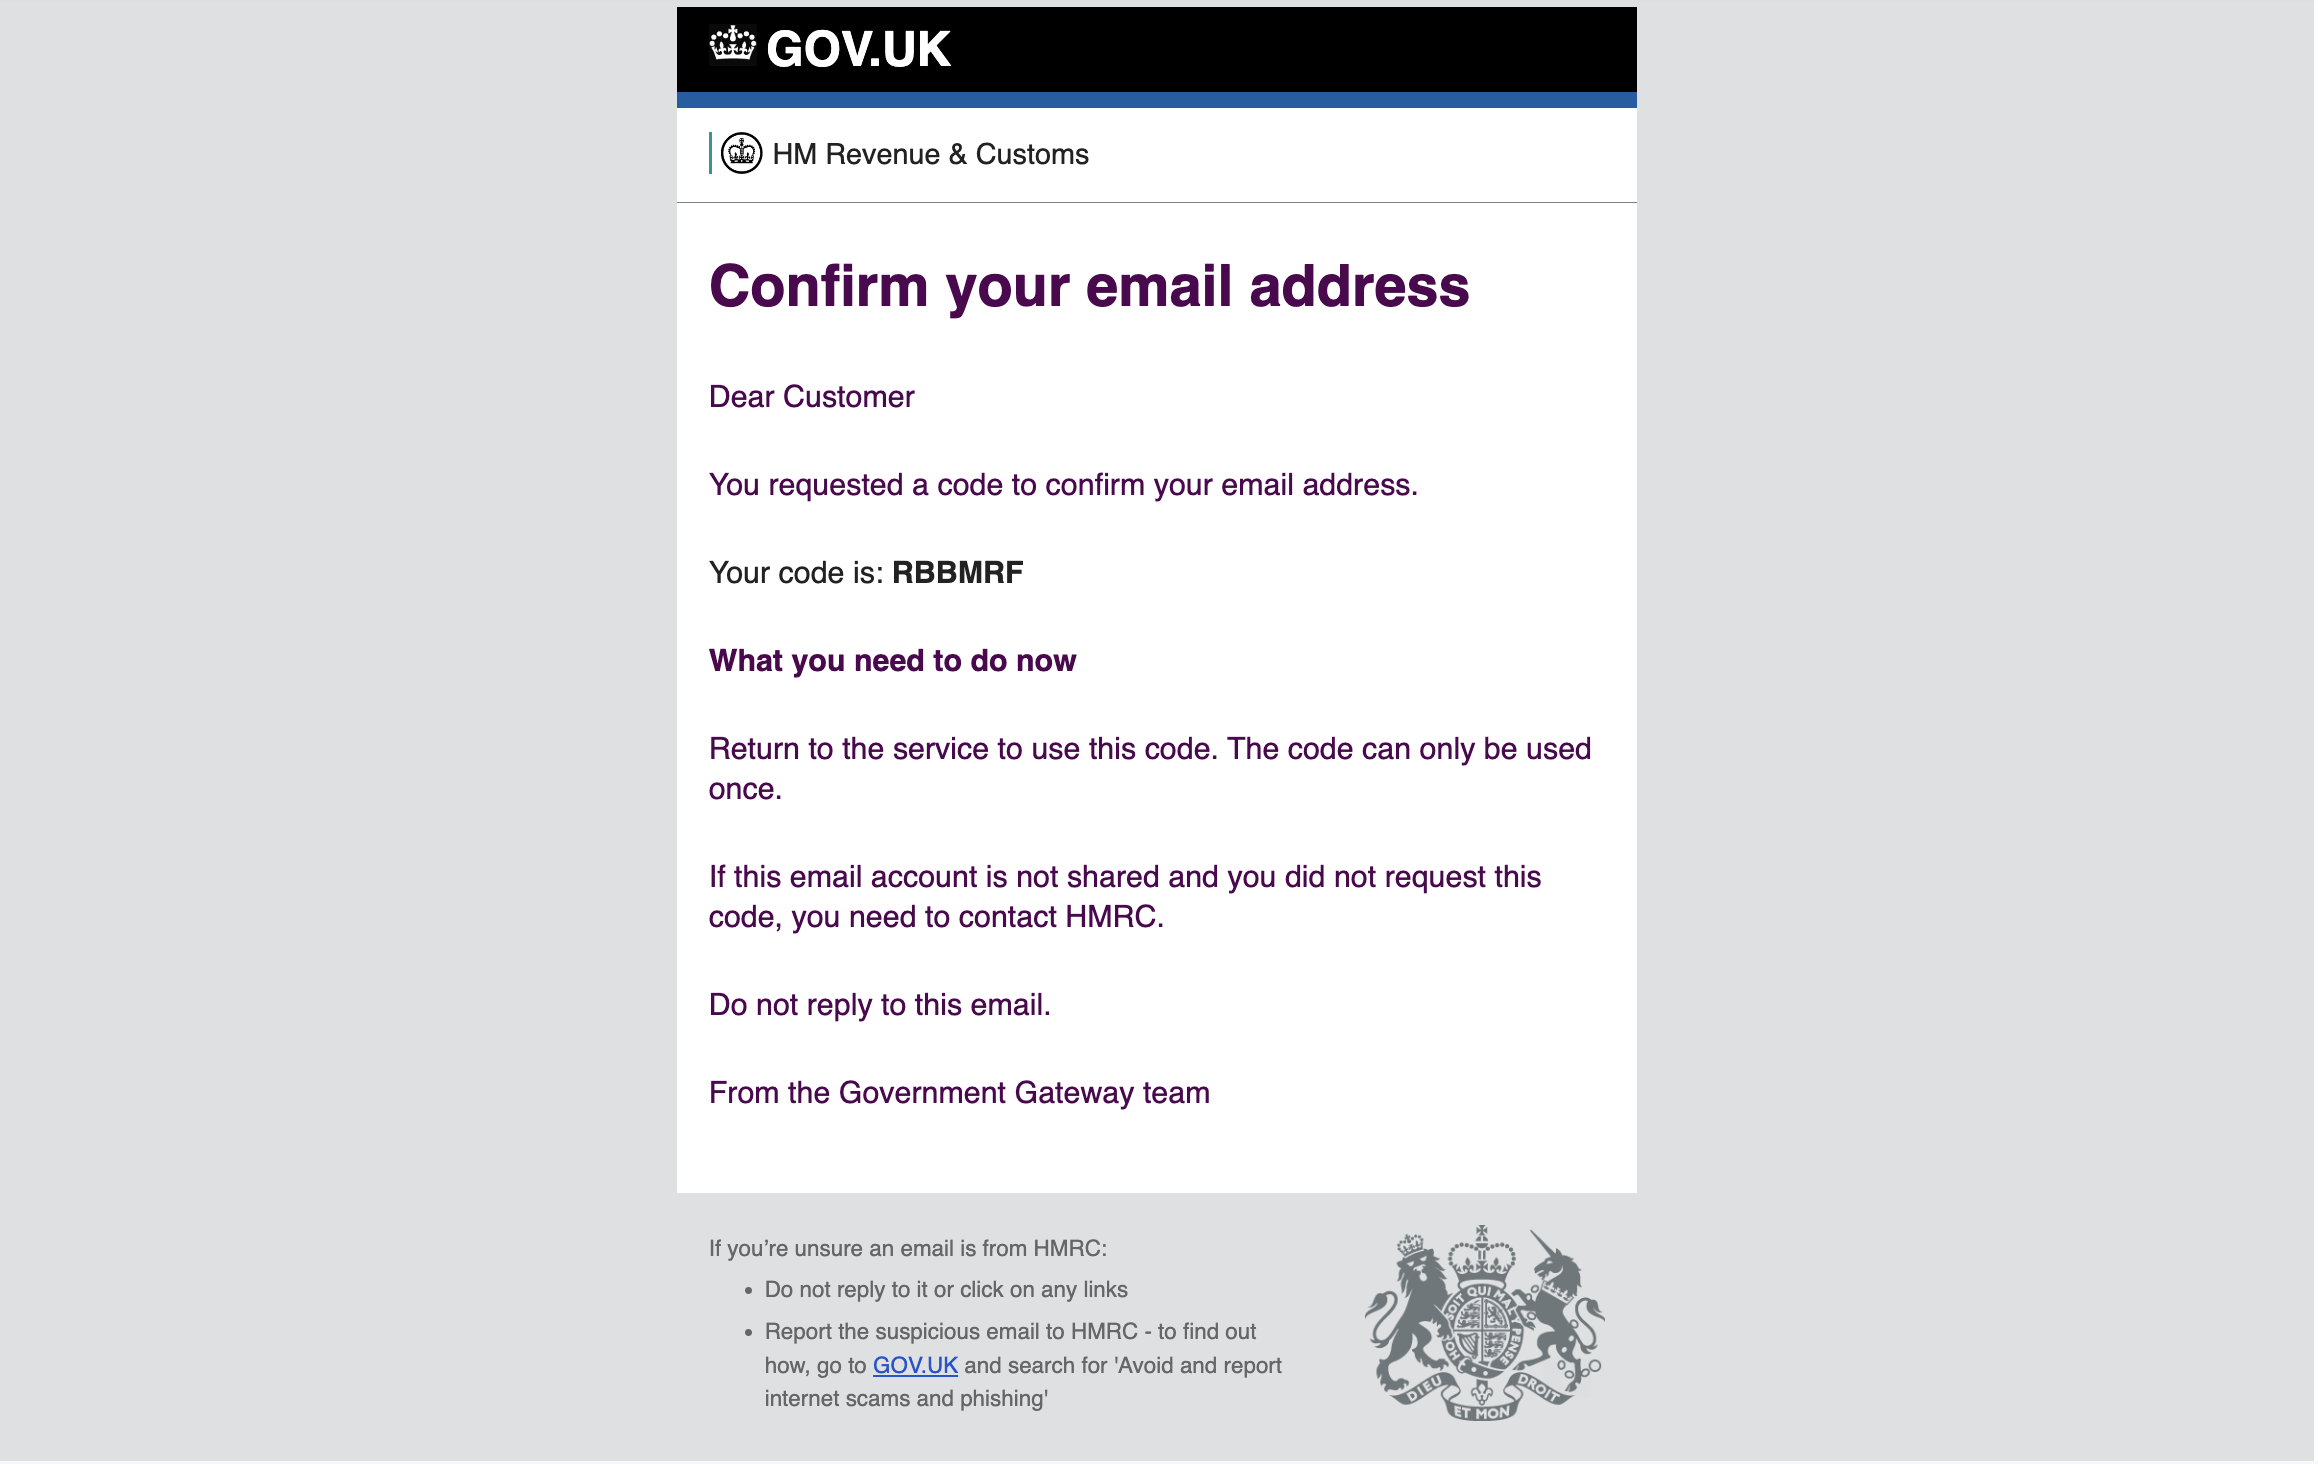 GOV.UK
HM Revenue & Customs
Confirm your email address
Dear Customer
You requested a code to confirm your email address.
Your code is: RBBMRF
What you need to do now
Return to the service to use this code. The code can only be used
once.
If this email account is not shared and you did not request this
code, you need to contact HMRC.
Do not reply to this email.
From the Government Gateway team
If you’re unsure an email is from HMRC:
• Do not reply to it or click on any links
• Report the suspicious email to HMRC - to find out
how, go to GOV.UK and search for 'Avoid and report
internet scams and phishing'
SOIT QUI MAL Y PENSE
HO
DIEU ET MON DROIT